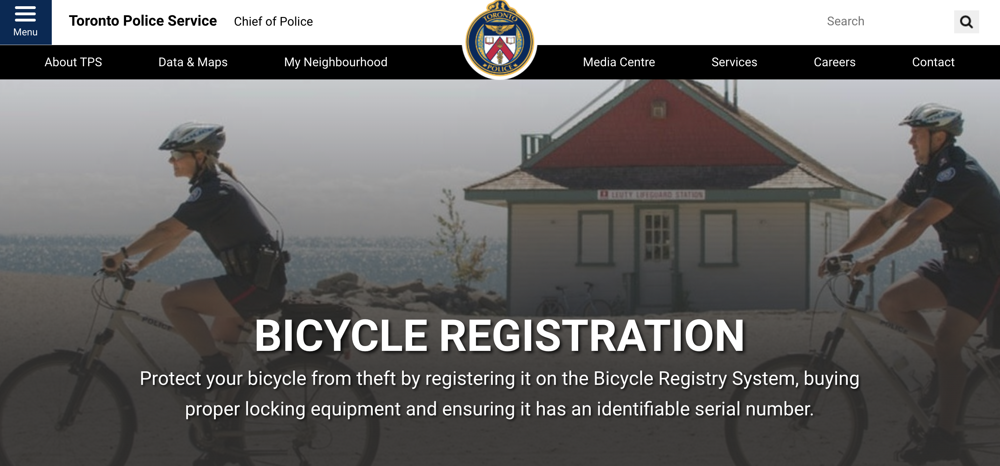 Menu
Toronto Police Service Chief of Police
Search
TORONTO
POLICE
About TPS Data & Maps My Neighbourhood Media Centre Services Careers Contact
POLICE
POLICE
LEUTY LIFEGUARD STATION
POLICE
POLICE
BICYCLE REGISTRATION
Protect your bicycle from theft by registering it on the Bicycle Registry System, buying
proper locking equipment and ensuring it has an identifiable serial number.